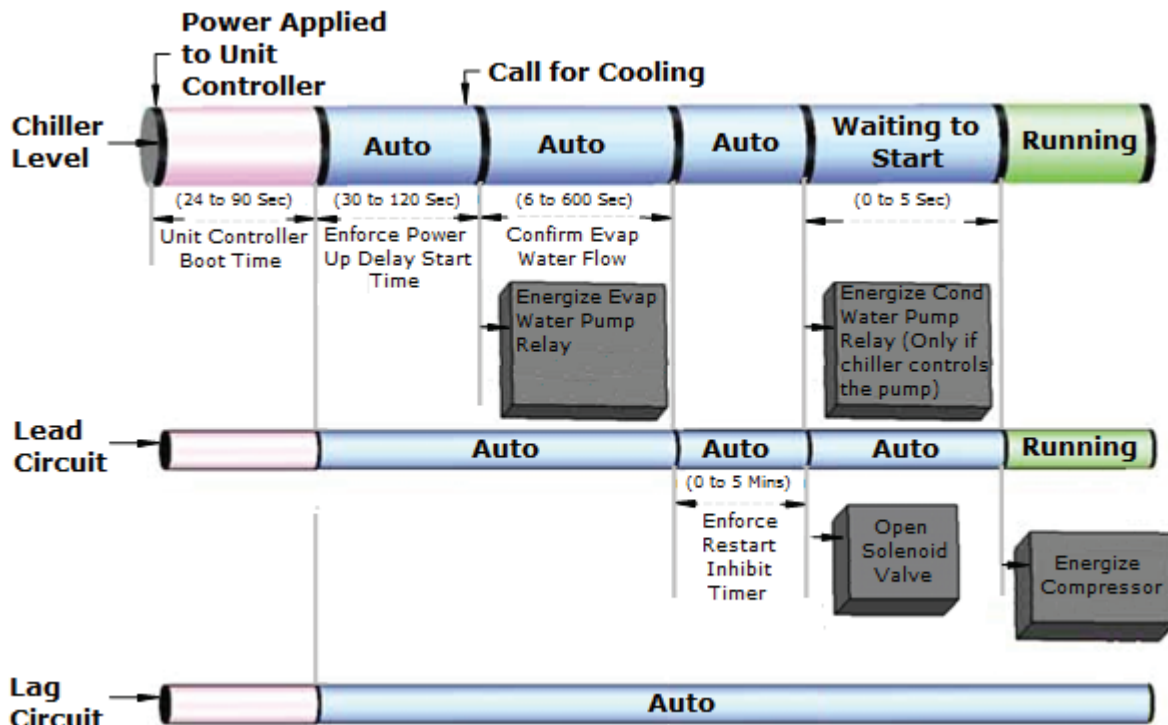 Power Applied
to Unit
Controller
Call for Cooling
Chiller
Level
Auto
Auto
Auto
Waiting to
Start
Running
(24 to 90 Sec)
(30 to 120 Sec)
(6 to 600 Sec)
(0 to 5 Sec)
Unit Controller
Boot Time
Enforce Power
Up Delay Start
Time
Confirm Evap
Water Flow
Energize Evap
Water Pump
Relay
Energize Cond
Water Pump
Relay (Only if
chiller controls
the pump)
Lead
Circuit
Auto
Auto
Auto
Running
(0 to 5 Mins)
Enforce
Restart
Inhibit
Timer
Open
Solenoid
Valve
Energize
Compressor
Lag
Circuit
Auto